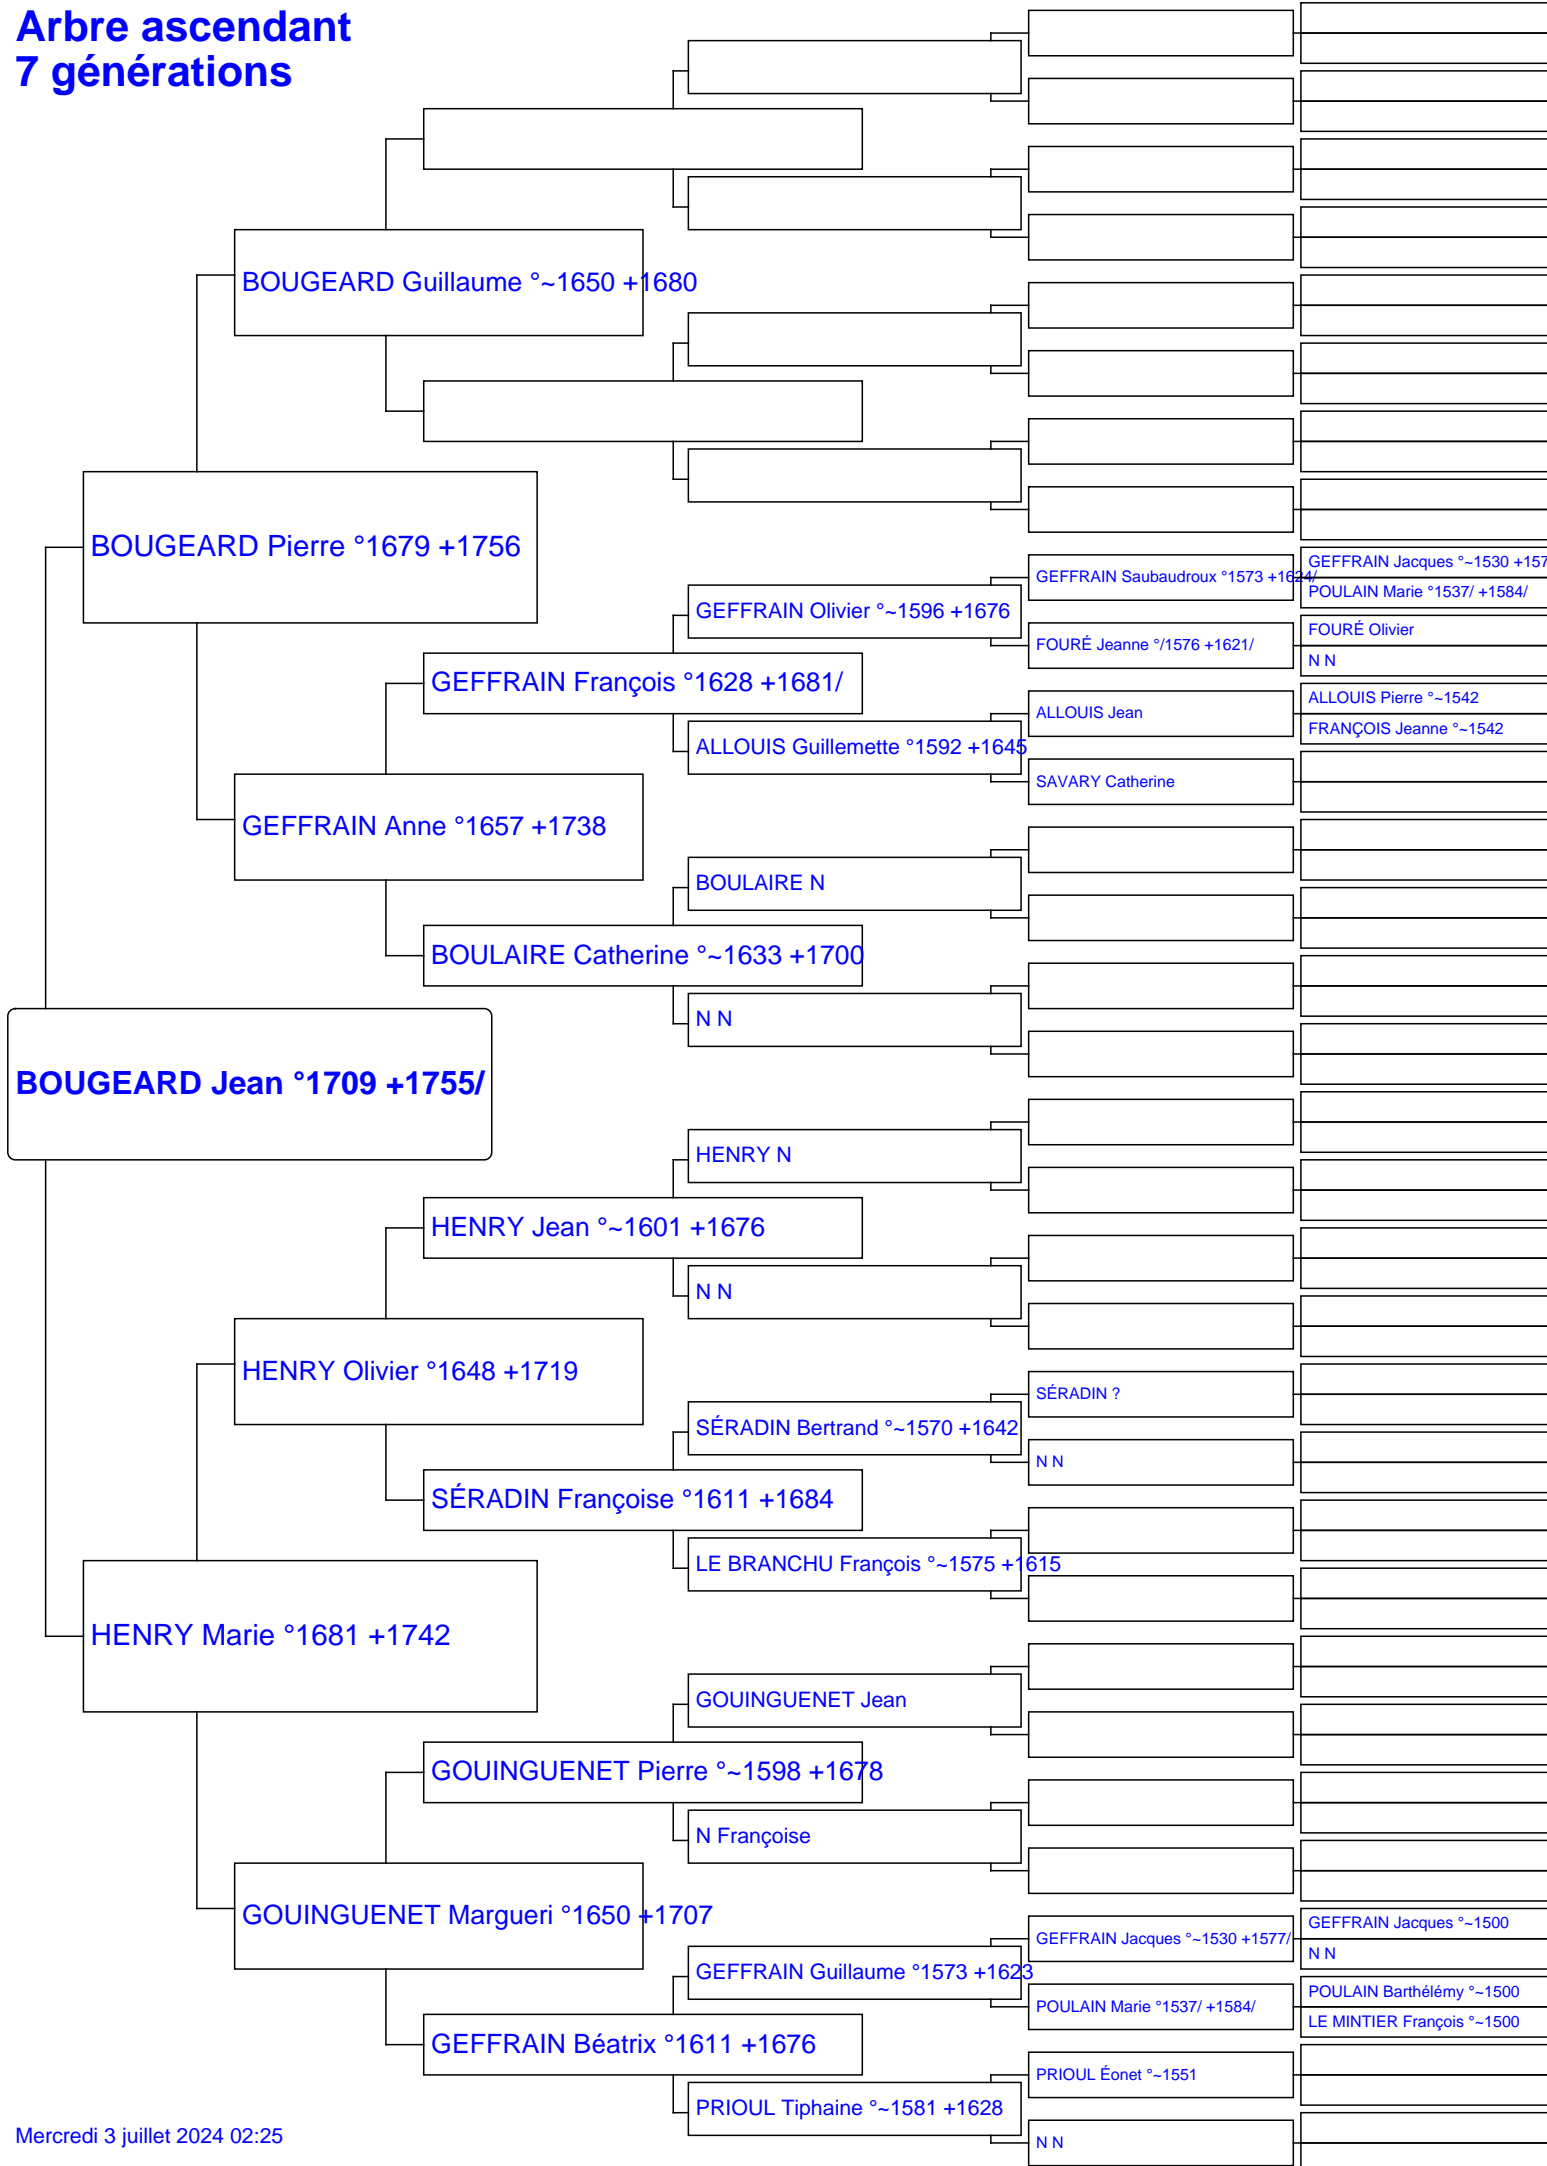 Arbre ascendant
7 générations
BOUGEARD Guillaume °~1650 +1680
BOUGEARD Pierre °1679 +1756
GEFFRAIN Jacques °~1530 +157
GEFFRAIN Saubaudroux °1573 +1624/
POULAIN Marie °1537/ +1584/
GEFFRAIN Olivier °~1596 +1676
FOURÉ Olivier
FOURÉ Jeanne °/1576 +1621/
N N
GEFFRAIN François °1628 +1681/
ALLOUIS Pierre °~1542
ALLOUIS Jean
FRANÇOIS Jeanne °~1542
ALLOUIS Guillemette °1592 +1645
SAVARY Catherine
GEFFRAIN Anne °1657 +1738
BOULAIRE N
BOULAIRE Catherine °~1633 +1700
N N
BOUGEARD Jean °1709 +1755/
HENRY N
HENRY Jean °~1601 +1676
N N
HENRY Olivier °1648 +1719
SÉRADIN ?
SÉRADIN Bertrand °~1570 +1642
N N
SÉRADIN Françoise °1611 +1684
LE BRANCHU François °~1575 +1615
HENRY Marie °1681 +1742
GOUINGUENET Jean
GOUINGUENET Pierre °~1598 +1678
N Françoise
GOUINGUENET Margueri °1650 +1707
GEFFRAIN Jacques °~1500
GEFFRAIN Jacques °~1530 +1577/
N N
GEFFRAIN Guillaume °1573 +1623
POULAIN Barthélémy °~1500
POULAIN Marie °1537/ +1584/
LE MINTIER François °~1500
GEFFRAIN Béatrix °1611 +1676
PRIOUL Éonet °~1551
PRIOUL Tiphaine °~1581 +1628
N N
Mercredi 3 juillet 2024 02:25